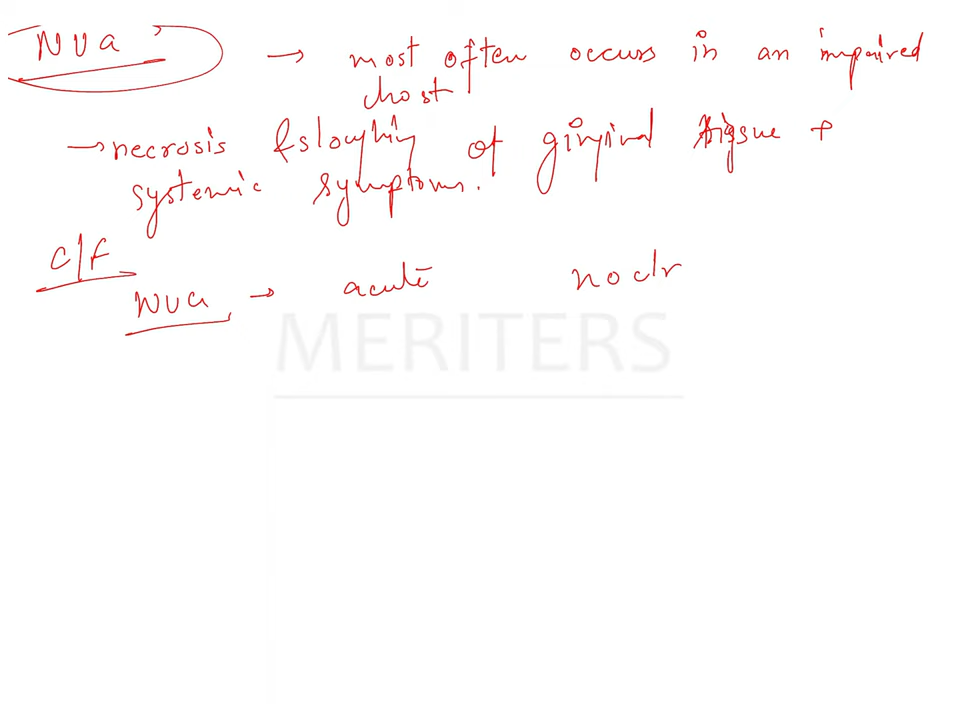 NUG → most often occurs in an impaired
host
→ necrosis & sloughing of gingival tissue +
systemic symptoms.
C/F
NUG → acute no
MERITERS